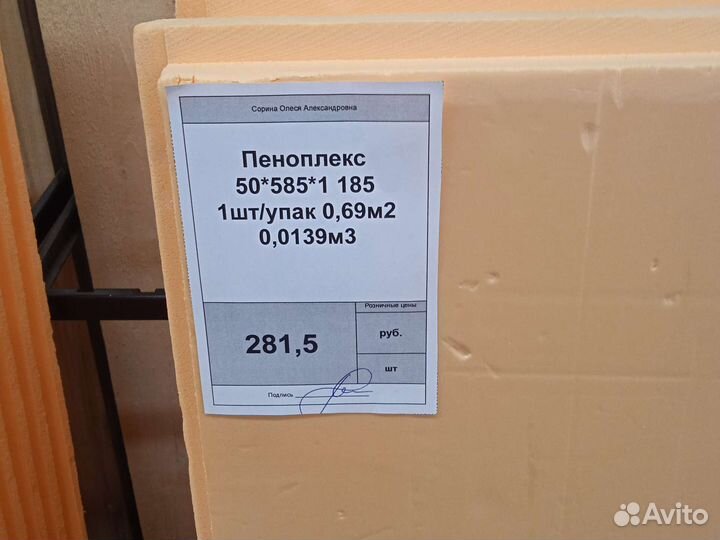 Сорина Олеся Александровна
Пеноплекс
50*585*1 185
1шт/упак 0,69м2
0,0139м3
Розничные цены
281,5
руб.
шт
Подпись
Avito